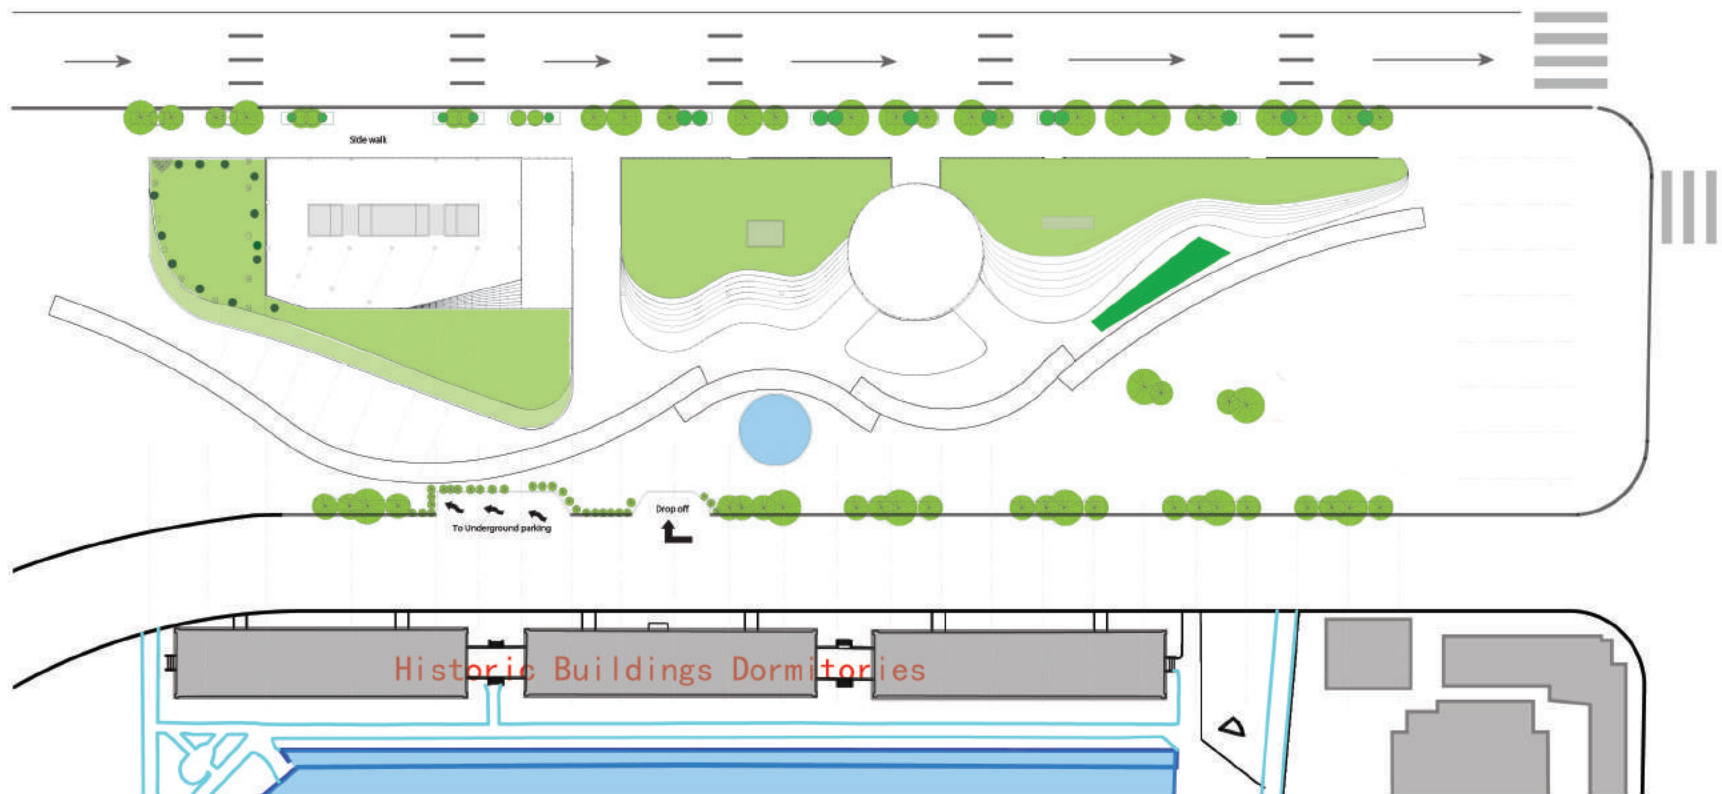 Side walk
Drop off
To Underground parking
Historic Buildings Dormitories